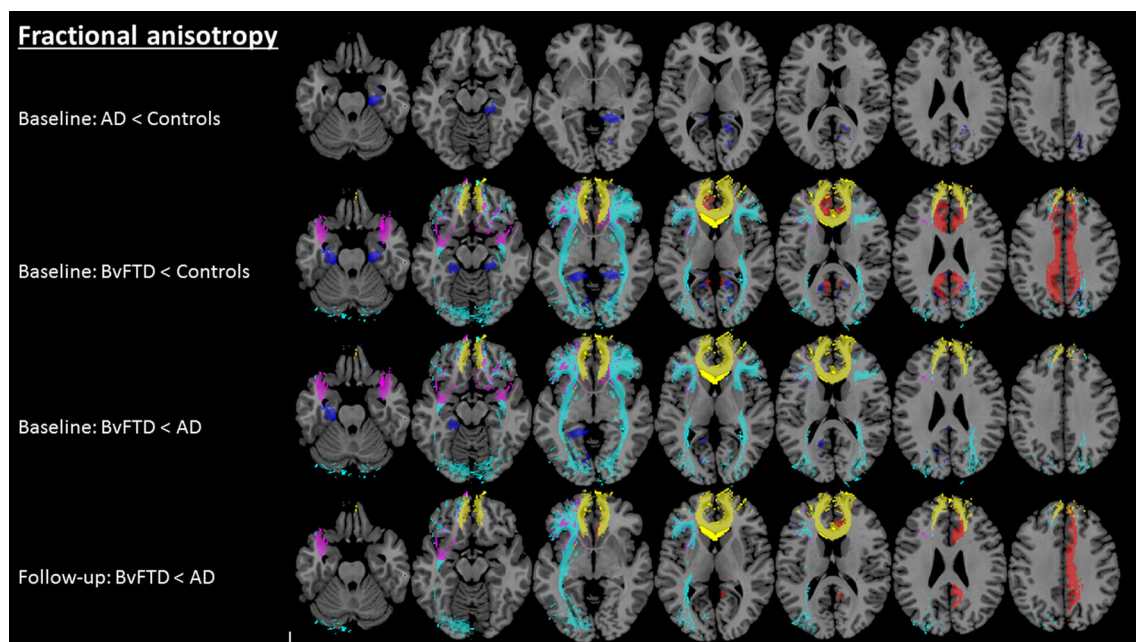 Fractional anisotropy
Baseline: AD < Controls
Baseline: BvFTD < Controls
Baseline: BvFTD < AD
Follow-up: BvFTD < AD